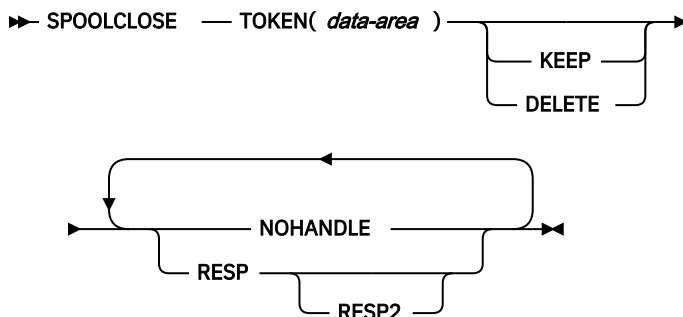 SPOOLCLOSE TOKEN( data-area )
KEEP
DELETE
NOHANDLE
RESP
RESP2